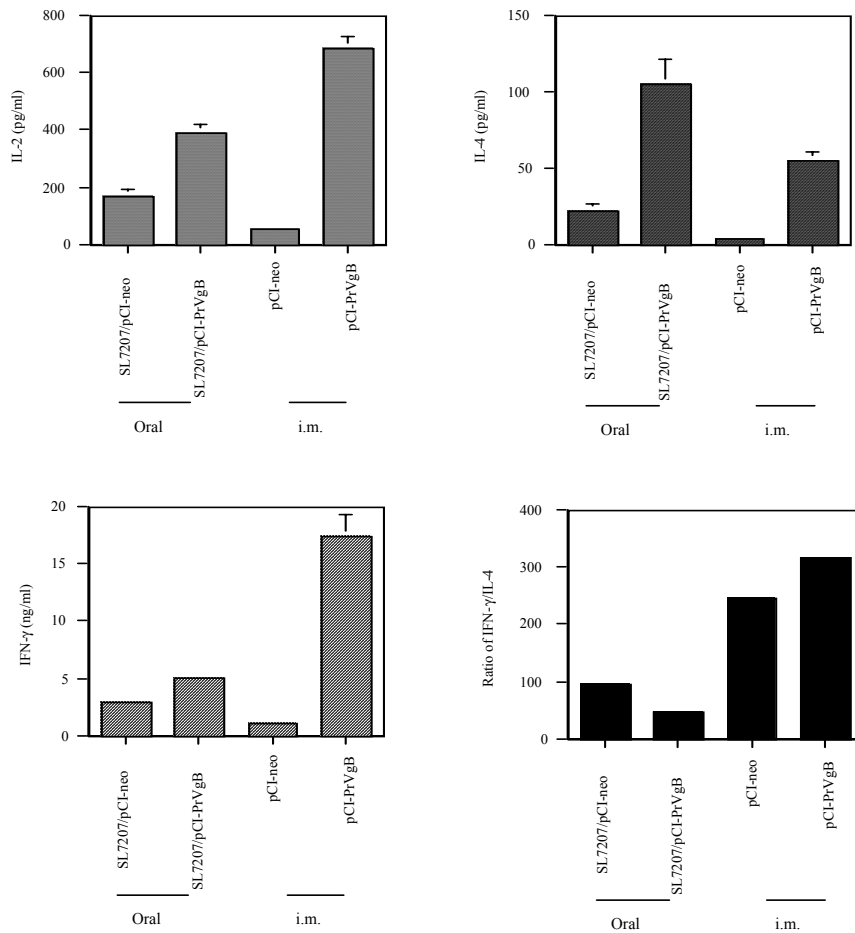 800
600
400
200
0
IL-2 (pg/ml)
SL7207/pCI-neo
SL7207/pCI-PrVgB
pCI-neo
pCI-PrVgB
Oral
i.m.
150
100
50
0
IL-4 (pg/ml)
SL7207/pCI-neo
SL7207/pCI-PrVgB
pCI-neo
pCI-PrVgB
Oral
i.m.
20
15
10
5
0
IFN-γ (ng/ml)
SL7207/pCI-neo
SL7207/pCI-PrVgB
pCI-neo
pCI-PrVgB
Oral
i.m.
400
300
200
100
0
Ratio of IFN-γ/IL-4
SL7207/pCI-neo
SL7207/pCI-PrVgB
pCI-neo
pCI-PrVgB
Oral
i.m.